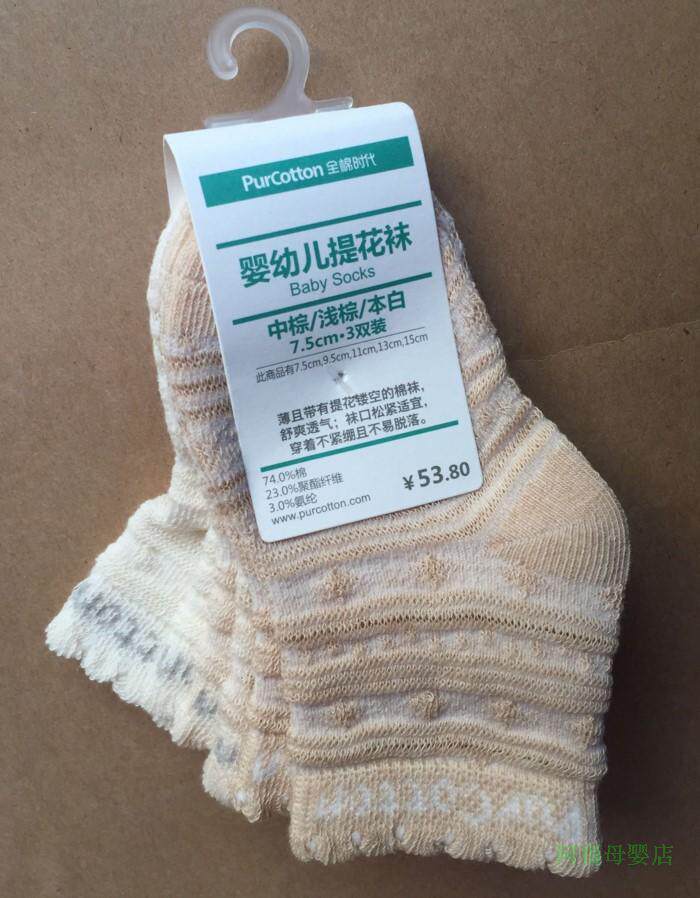 PurCotton 全棉时代
婴幼儿提花袜
Baby Socks
中棕/浅棕/本白
7.5cm·3双装
此商品有7.5cm,9.5cm,11cm,13cm,15cm
薄且带有提花镂空的棉袜,
舒爽透气；袜口松紧适宜,
穿着不紧绷且不易脱落。
74.0%棉
23.0%聚酯纤维
3.0%氨纶
www.purcotton.com
¥53.80
母婴店